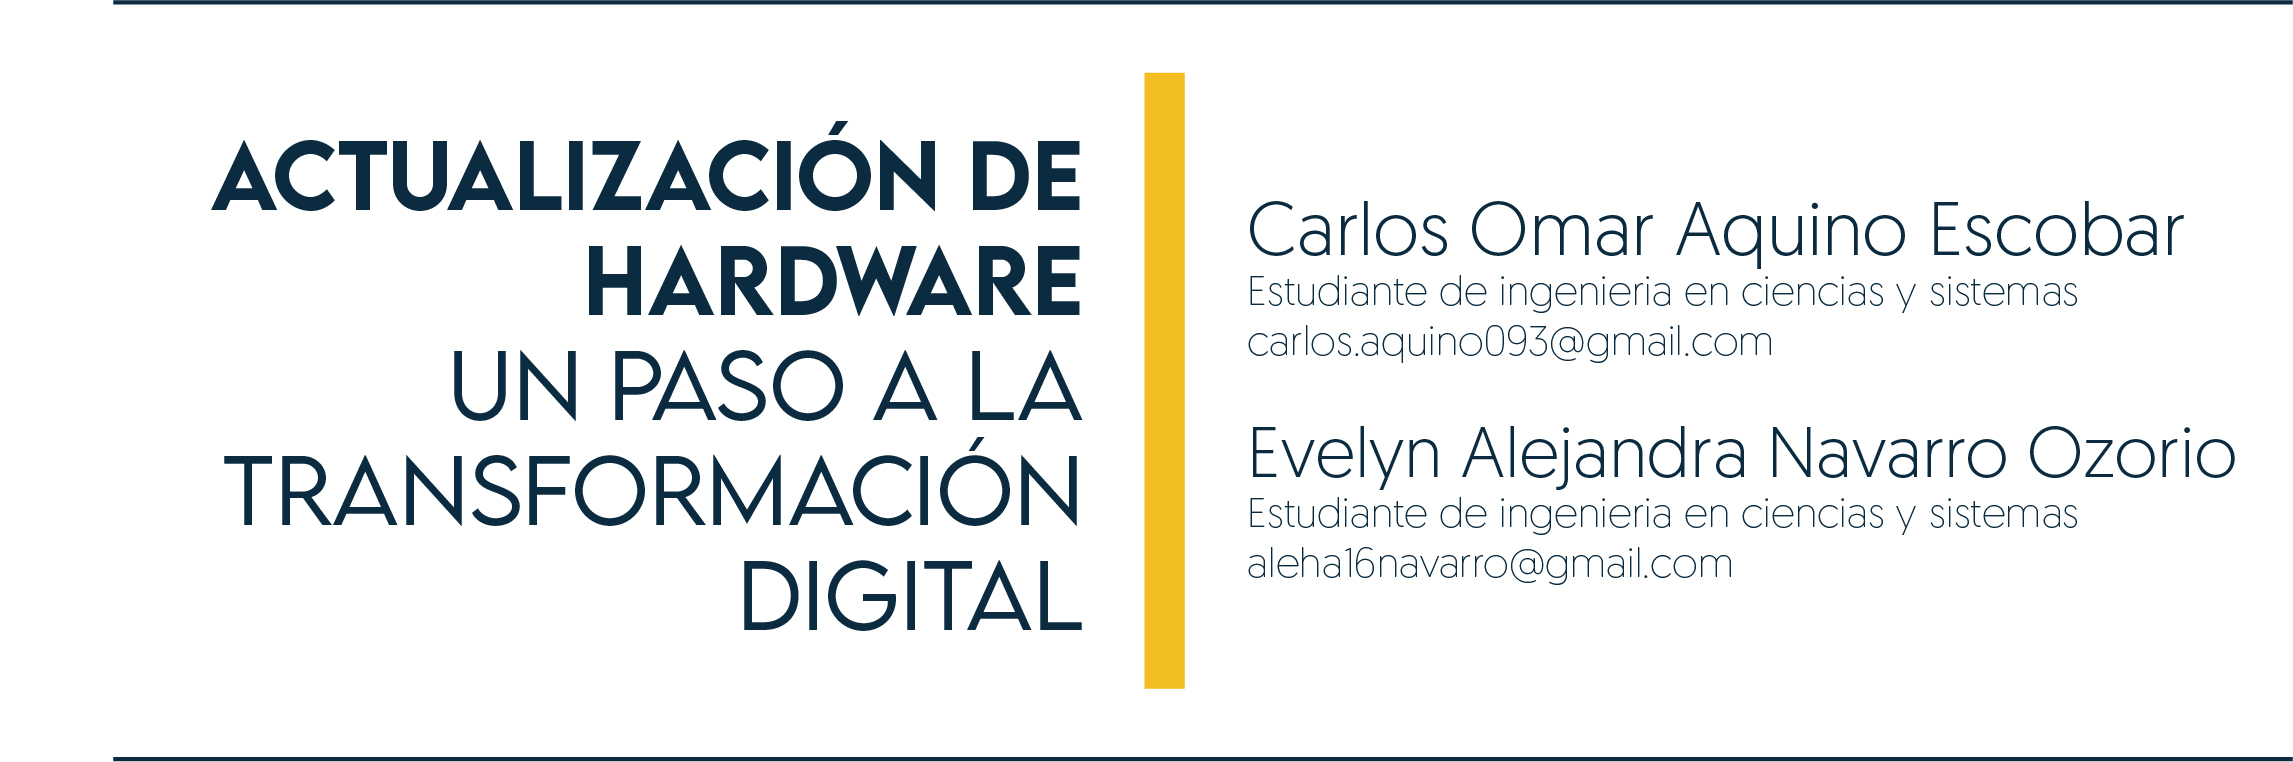 ACTUALIZACIÓN DE
HARDWARE
UN PASO A LA
TRANSFORMACIÓN
DIGITAL
Carlos Omar Aquino Escobar
Estudiante de ingenieria en ciencias y sistemas
carlos.aquino093@gmail.com
Evelyn Alejandra Navarro Ozorio
Estudiante de ingenieria en ciencias y sistemas
aleha16navarro@gmail.com